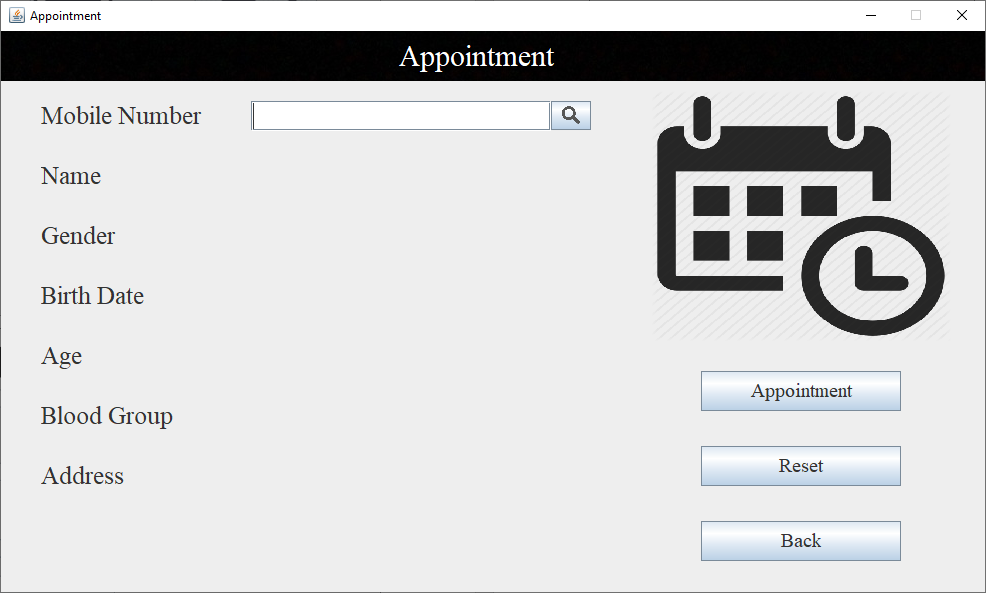 Appointment
Appointment
Mobile Number
Name
Gender
Birth Date
Age
Blood Group
Address
Appointment
Reset
Back